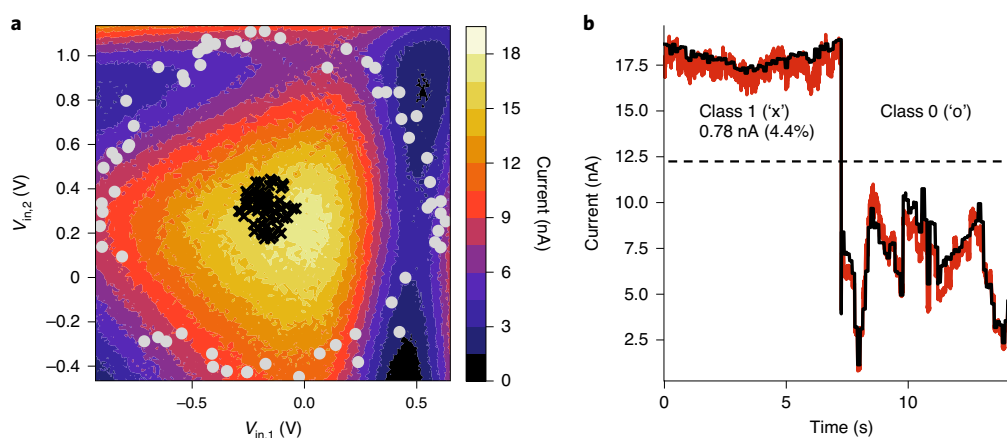 a
b
1.0
0.8
0.6
0.4
0.2
0
–0.2
–0.4
V in,2 (V)
–0.5
0.0
0.5
V in,1 (V)
18
15
12
9
6
3
0
Current (nA)
17.5
15.0
12.5
10.0
7.5
5.0
2.5
Current (nA)
Class 1 (‘x’)
0.78 nA (4.4%)
Class 0 (‘o’)
0
5
10
Time (s)